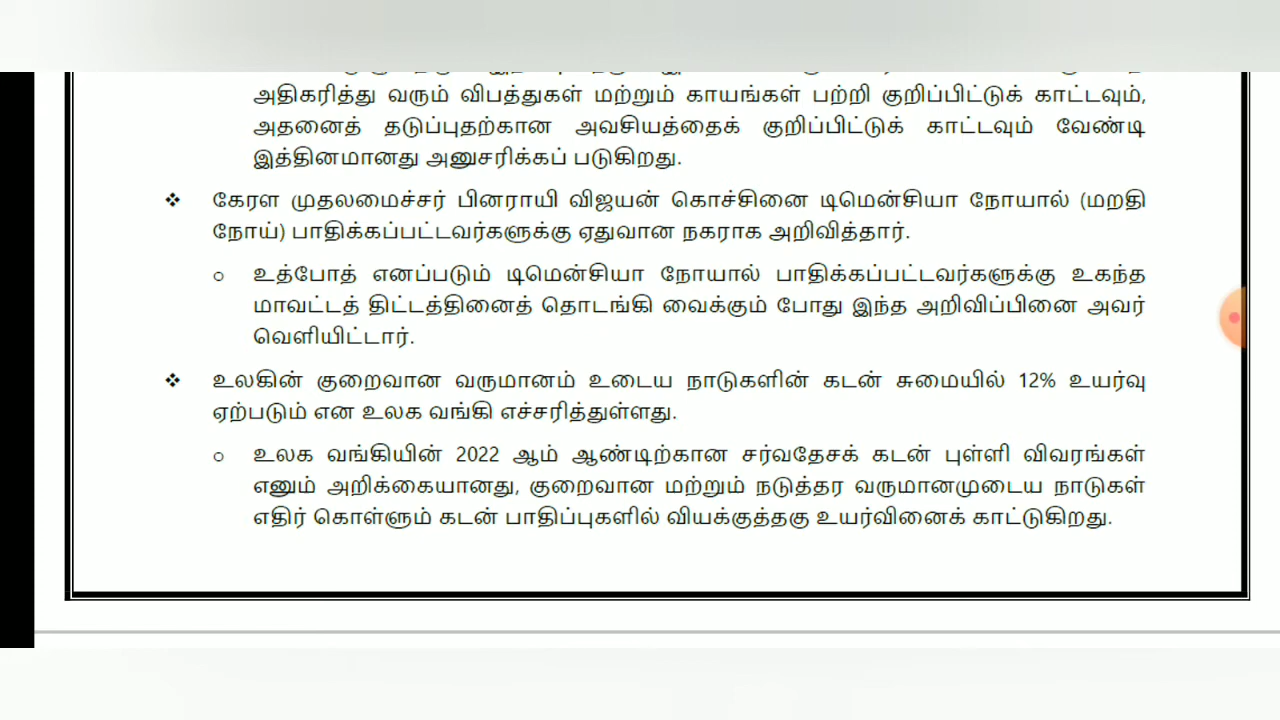 அதிகரித்து வரும் விபத்துகள் மற்றும் காயங்கள் பற்றி குறிப்பிட்டுக் காட்டவும்,
அதனைத் தடுப்புதற்கான அவசியத்தைக் குறிப்பிட்டுக் காட்டவும் வேண்டி
இத்தினமானது அனுசரிக்கப் படுகிறது.
❖ கேரள முதலமைச்சர் பினராயி விஜயன் கொச்சினை டிமென்சியா நோயால் (மறதி
நோய்) பாதிக்கப்பட்டவர்களுக்கு ஏதுவான நகராக அறிவித்தார்.
o உத்போத் எனப்படும் டிமென்சியா நோயால் பாதிக்கப்பட்டவர்களுக்கு உகந்த
மாவட்டத் திட்டத்தினைத் தொடங்கி வைக்கும் போது இந்த அறிவிப்பினை அவர்
வெளியிட்டார்.
❖ உலகின் குறைவான வருமானம் உடைய நாடுகளின் கடன் சுமையில் 12% உயர்வு
ஏற்படும் என உலக வங்கி எச்சரித்துள்ளது.
o உலக வங்கியின் 2022 ஆம் ஆண்டிற்கான சர்வதேசக் கடன் புள்ளி விவரங்கள்
எனும் அறிக்கையானது, குறைவான மற்றும் நடுத்தர வருமானமுடைய நாடுகள்
எதிர் கொள்ளும் கடன் பாதிப்புகளில் வியக்குத்தகு உயர்வினைக் காட்டுகிறது.